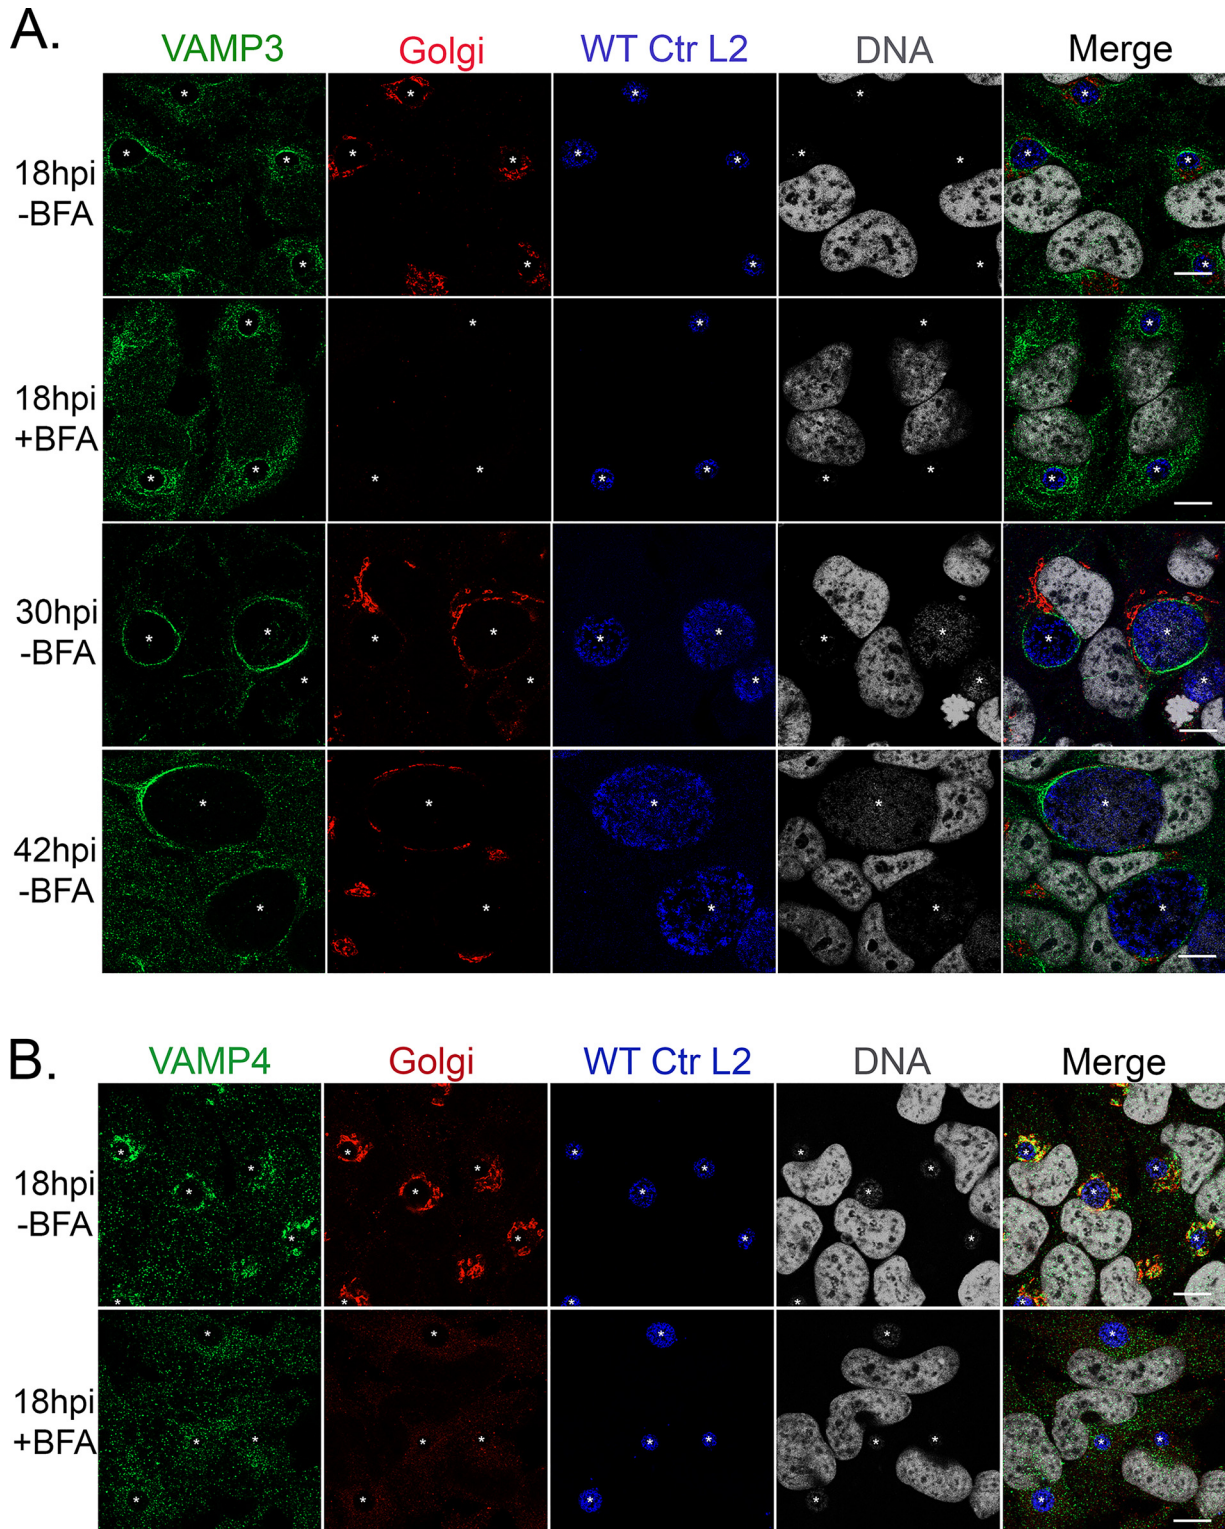 A.
VAMP3 Golgi WT Ctr L2 DNA Merge
18hpi
-BFA
18hpi
+BFA
30hpi
-BFA
42hpi
-BFA
B.
VAMP4 Golgi WT Ctr L2 DNA Merge
18hpi
-BFA
18hpi
+BFA